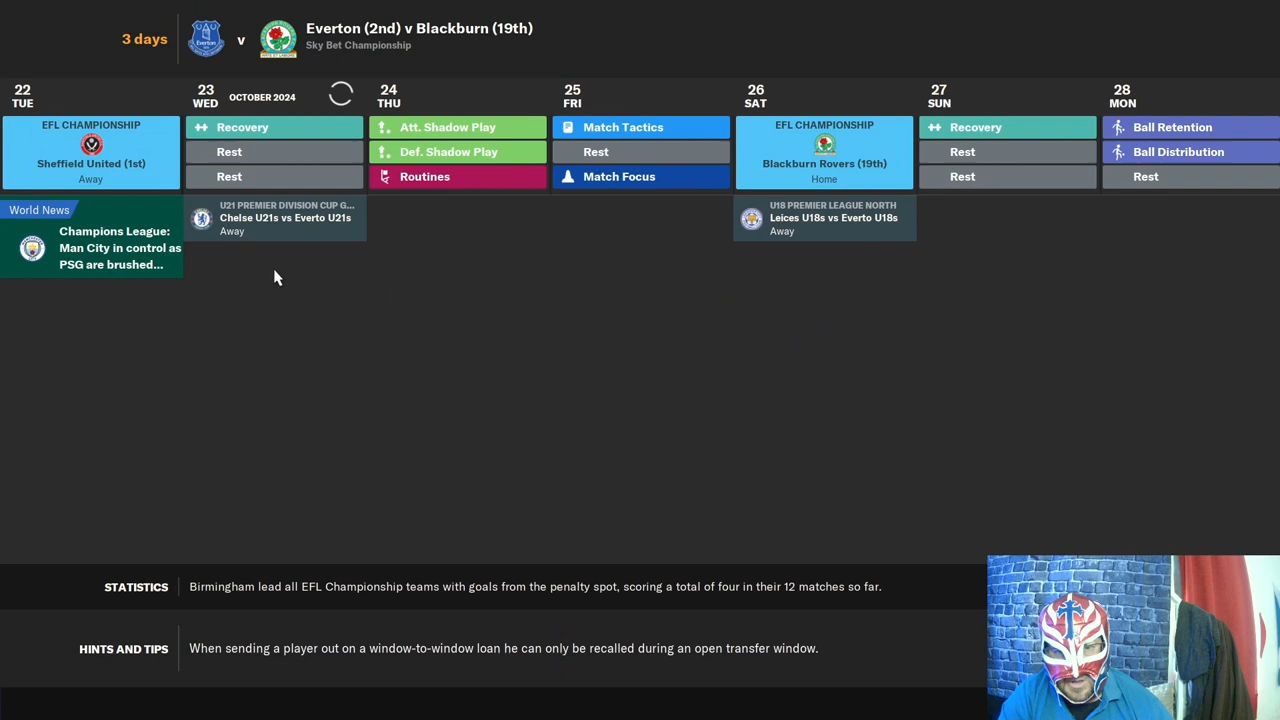 3 days
v
Everton (2nd) v Blackburn (19th)
Sky Bet Championship
22
TUE
23
WED
OCTOBER 2024
24
THU
25
FRI
26
SAT
27
SUN
28
MON
EFL CHAMPIONSHIP
Sheffield United (1st)
Away
Recovery
Rest
Rest
Att. Shadow Play
Def. Shadow Play
Routines
Match Tactics
Rest
Match Focus
EFL CHAMPIONSHIP
Blackburn Rovers (19th)
Home
Recovery
Rest
Rest
Ball Retention
Ball Distribution
Rest
World News
Champions League:
Man City in control as
PSG are brushed...
U21 PREMIER DIVISION CUP G...
Chelse U21s vs Everto U21s
Away
U18 PREMIER LEAGUE NORTH
Leices U18s vs Everto U18s
Away
STATISTICS
Birmingham lead all EFL Championship teams with goals from the penalty spot, scoring a total of four in their 12 matches so far.
HINTS AND TIPS
When sending a player out on a window-to-window loan he can only be recalled during an open transfer window.